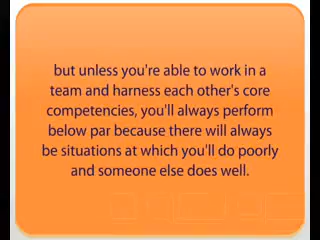 but unless you're able to work in a
team and harness each other's core
competencies, you'll always perform
below par because there will always
be situations at which you'll do poorly
and someone else does well.